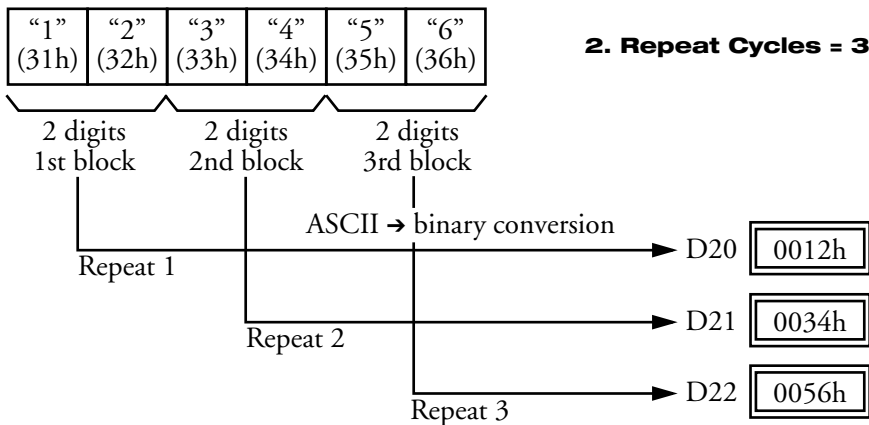 “1” “2” “3” “4” “5” “6”
(31h) (32h) (33h) (34h) (35h) (36h)
2. Repeat Cycles = 3
2 digits 2 digits 2 digits
1st block 2nd block 3rd block
ASCII → binary conversion
D20 0012h
Repeat 1
D21 0034h
Repeat 2
D22 0056h
Repeat 3